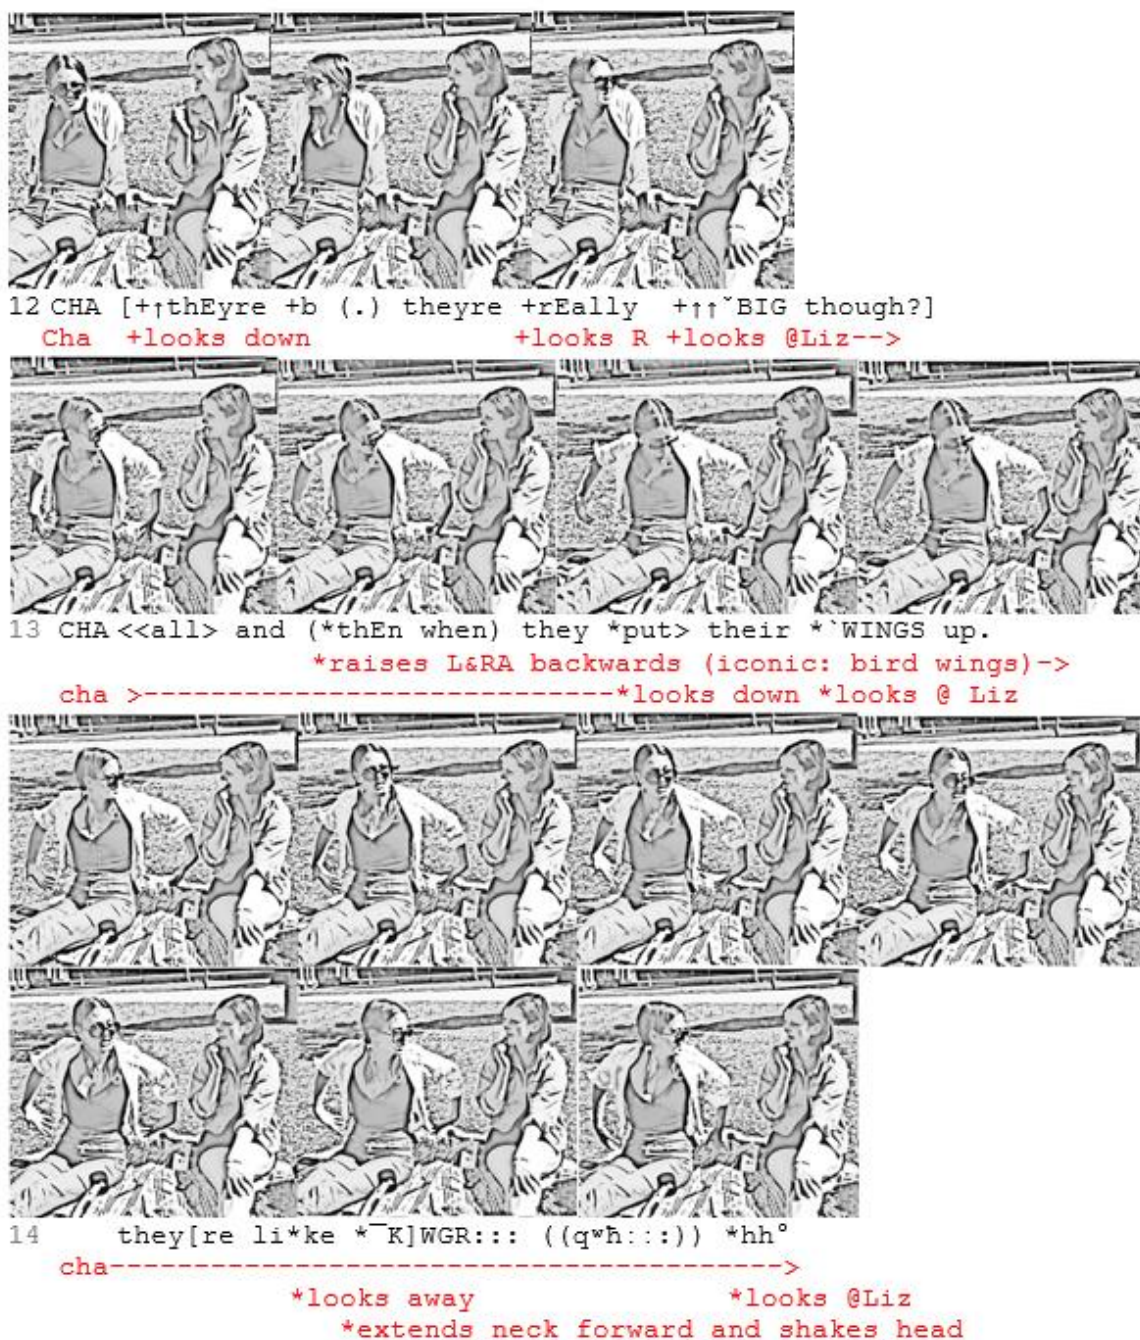 12 CHA [+↑thEyre +b (.) theyre +rEally +↑↑ˇBIG though?]
Cha +looks down +looks R +looks @Liz-->
13 CHA <<all> and (*thEn when) they *put> their *`WINGS up.
*raises L&RA backwards (iconic: bird wings)->
cha >-----------------------------*looks down *looks @ Liz
14 they[re li*ke *¯K]WGR::: ((qʷħ:::)) *hh°
cha----------------------------------------->
*looks away *looks @Liz
*extends neck forward and shakes head